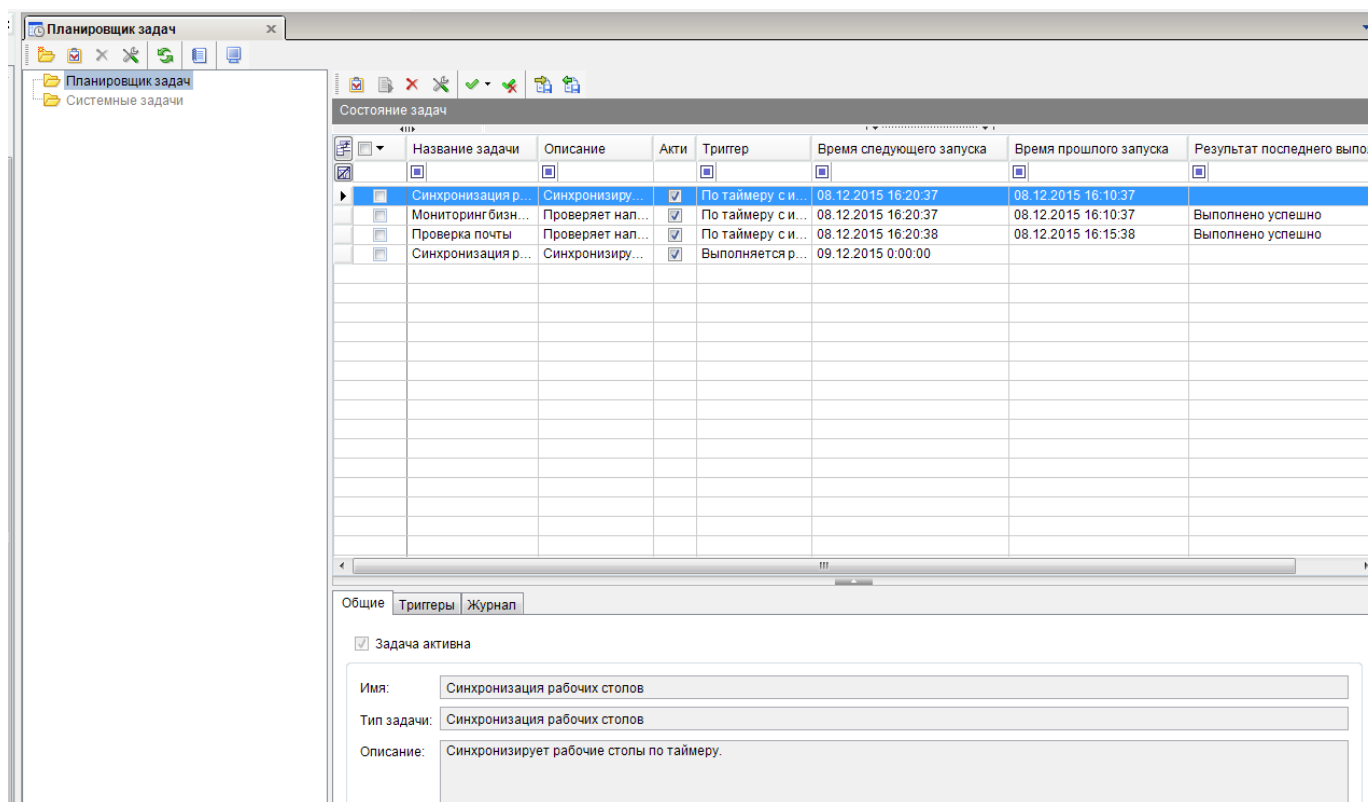 Планировщик задач
Планировщик задач
Системные задачи
Состояние задач
Название задачи Описание Акти Триггер Время следующего запуска Время прошлого запуска Результат последнего выпо.
Синхронизация р... Синхронизиру... По таймеру с и... 08.12.2015 16:20:37 08.12.2015 16:10:37
Мониторинг бизн... Проверяет нал... По таймеру с и... 08.12.2015 16:20:37 08.12.2015 16:10:37 Выполнено успешно
Проверка почты Проверяет нал... По таймеру с и... 08.12.2015 16:20:38 08.12.2015 16:15:38 Выполнено успешно
Синхронизация р... Синхронизиру... Выполняется р... 09.12.2015 0:00:00
Общие Триггеры Журнал
Задача активна
Имя: Синхронизация рабочих столов
Тип задачи: Синхронизация рабочих столов
Описание: Синхронизирует рабочие столы по таймеру.